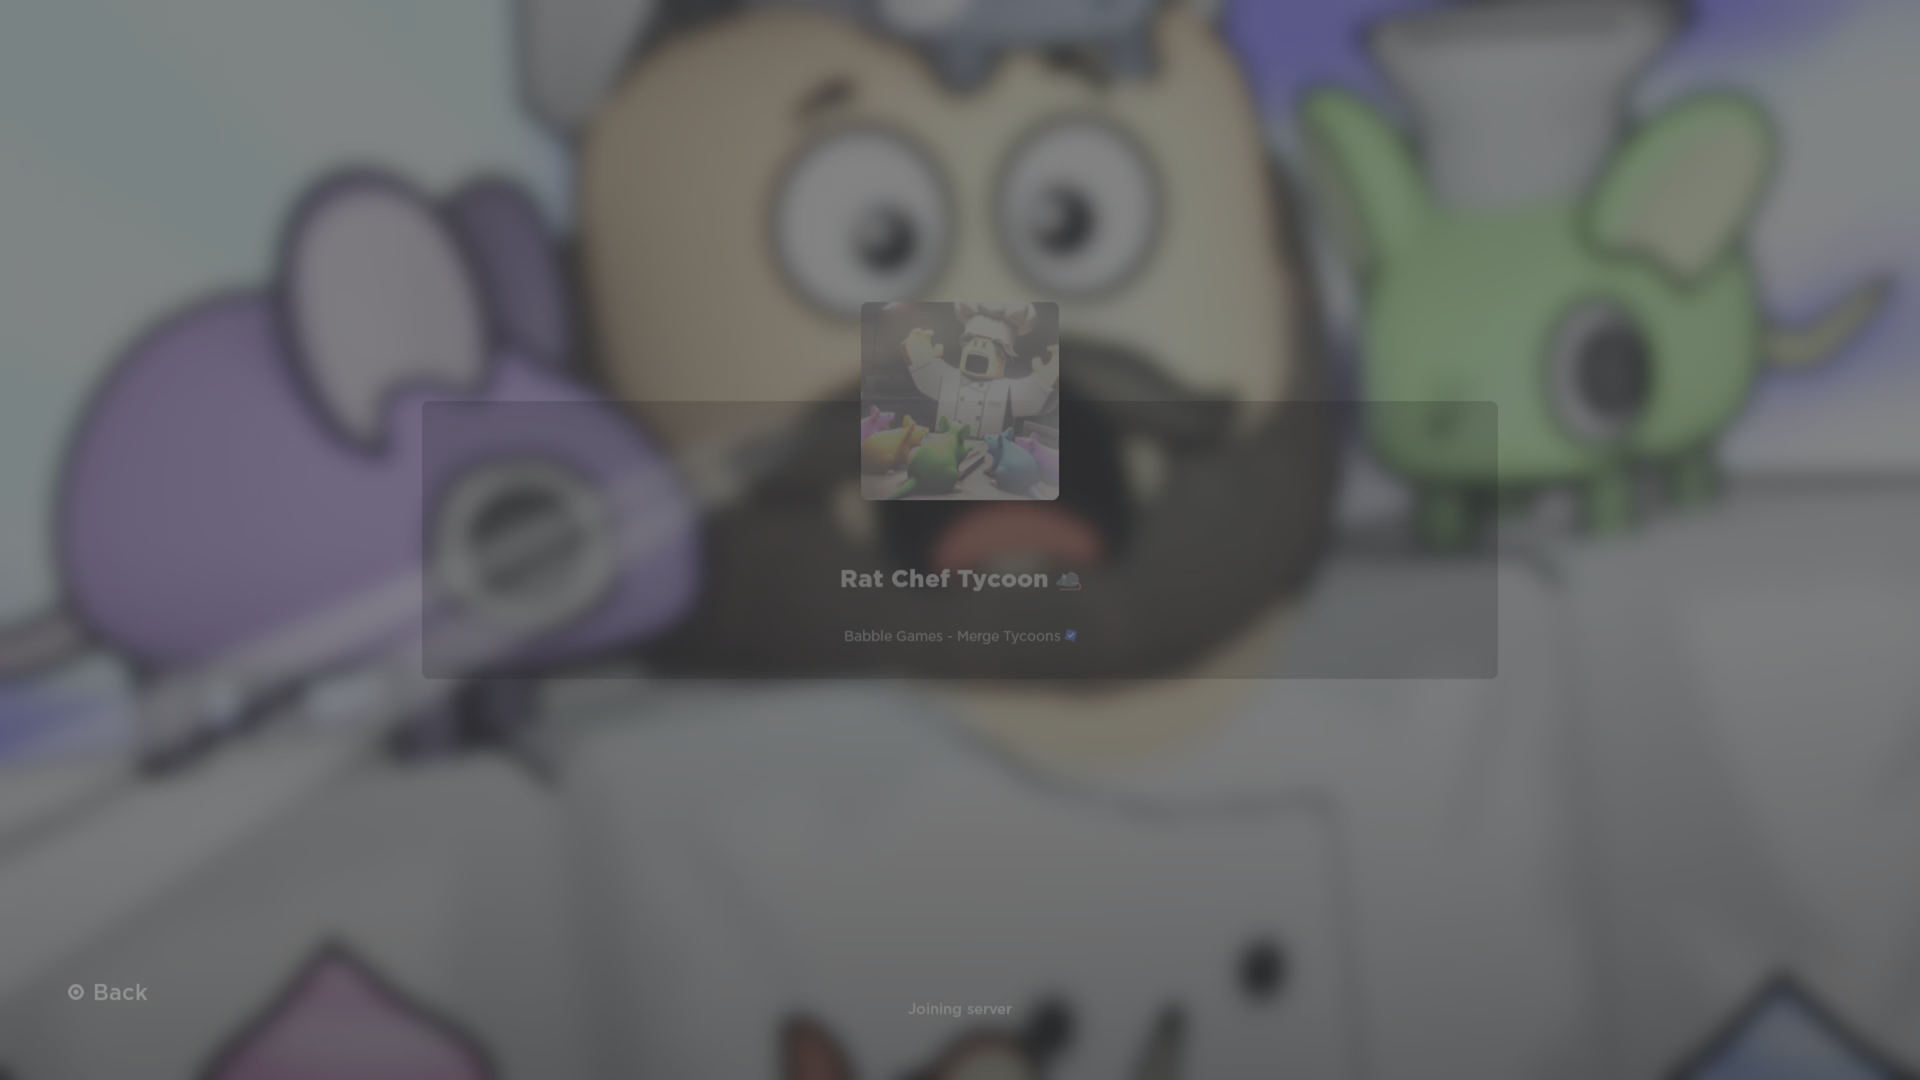 Rat Chef Tycoon 🐀
Babble Games - Merge Tycoons
Back
Joining server